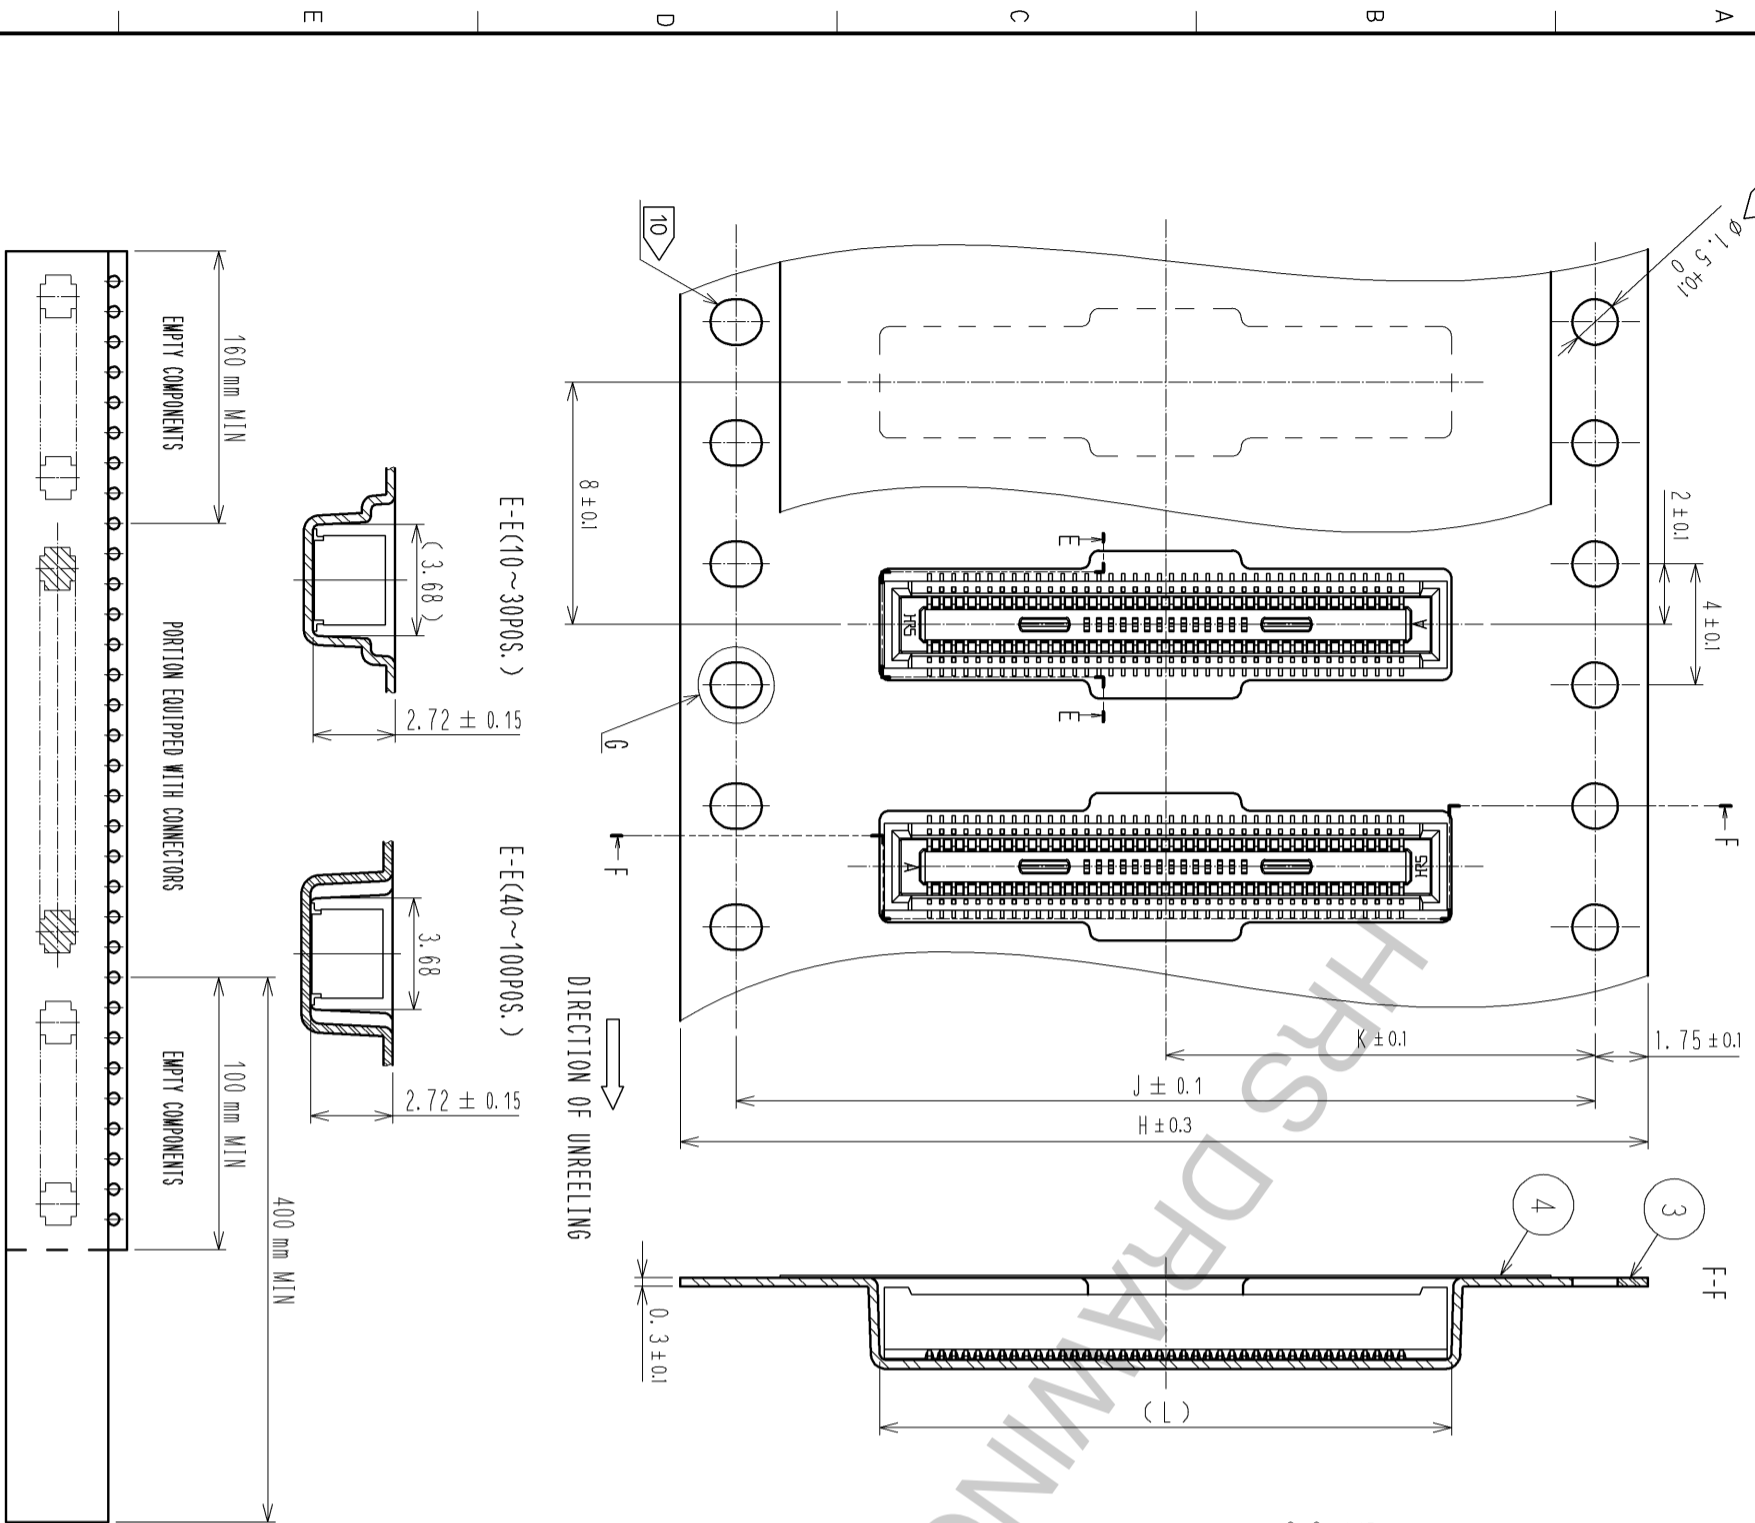 A
B
C
D
E
ø1.5 +0.1 0
10
2±0.1
4±0.1
8±0.1
E
E
HRS
A
G
F
F
A
HRS
K±0.1
1.75±0.1
J±0.1
H±0.3
DIRECTION OF UNREELING
E-E(10~30POS.)
(3.68)
2.72±0.15
E-E(40~100POS.)
3.68
2.72±0.15
F-F
3
4
0.3±0.1
(L)
160 mm MIN
EMPTY COMPONENTS
PORTION EQUIPPED WITH CONNECTORS
EMPTY COMPONENTS
100 mm MIN
400 mm MIN
HRS DRAWING